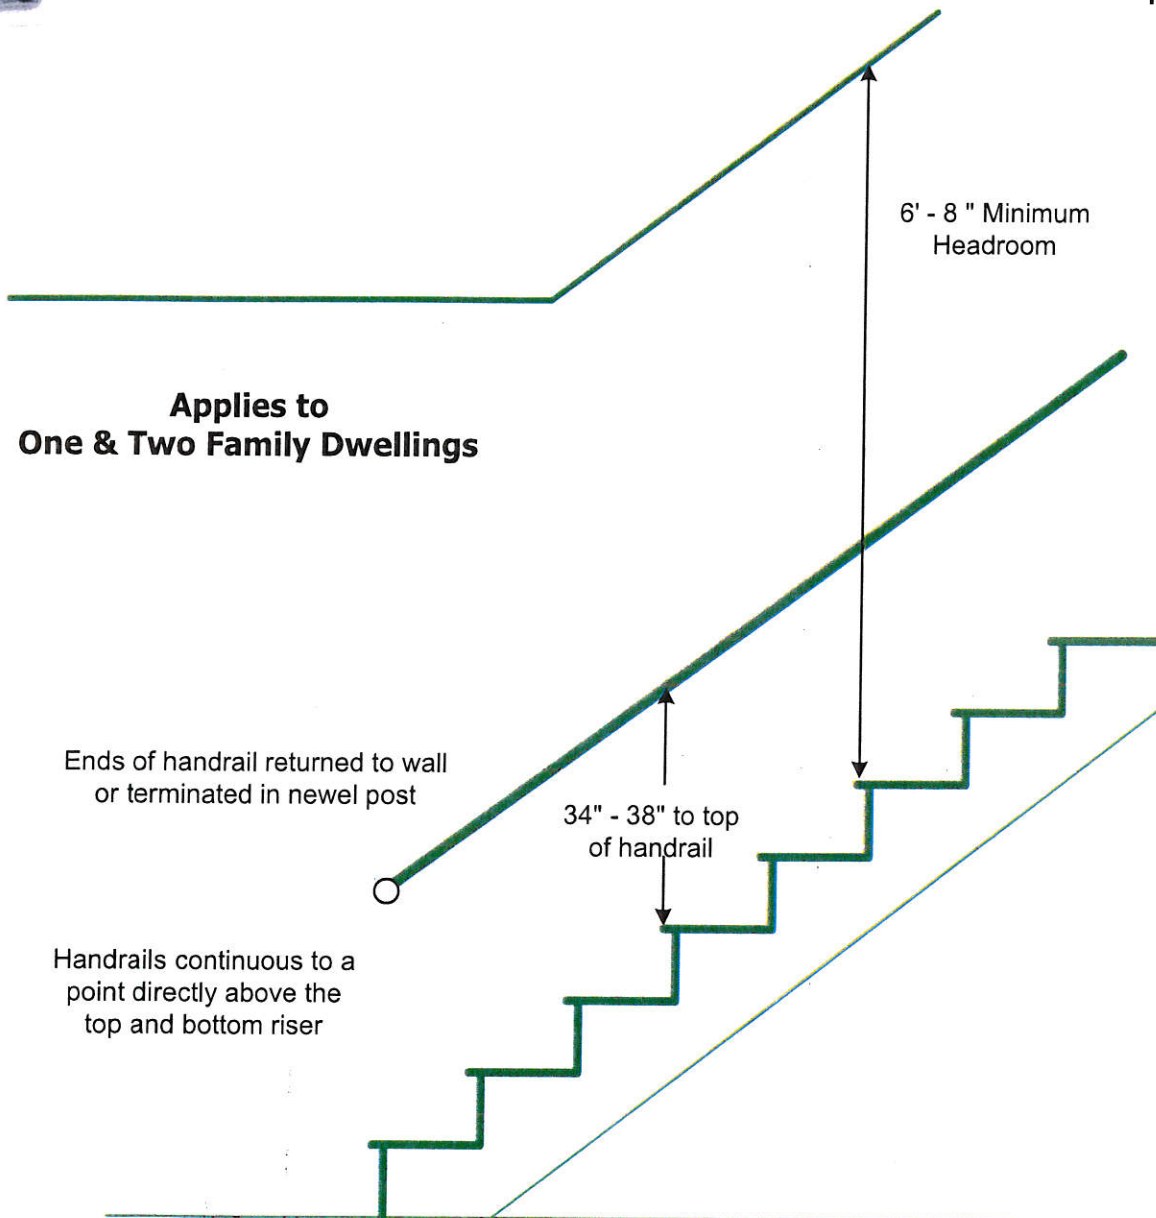 6' - 8 " Minimum
Headroom
Applies to
One & Two Family Dwellings
Ends of handrail returned to wall
or terminated in newel post
34" - 38" to top
of handrail
Handrails continuous to a
point directly above the
top and bottom riser